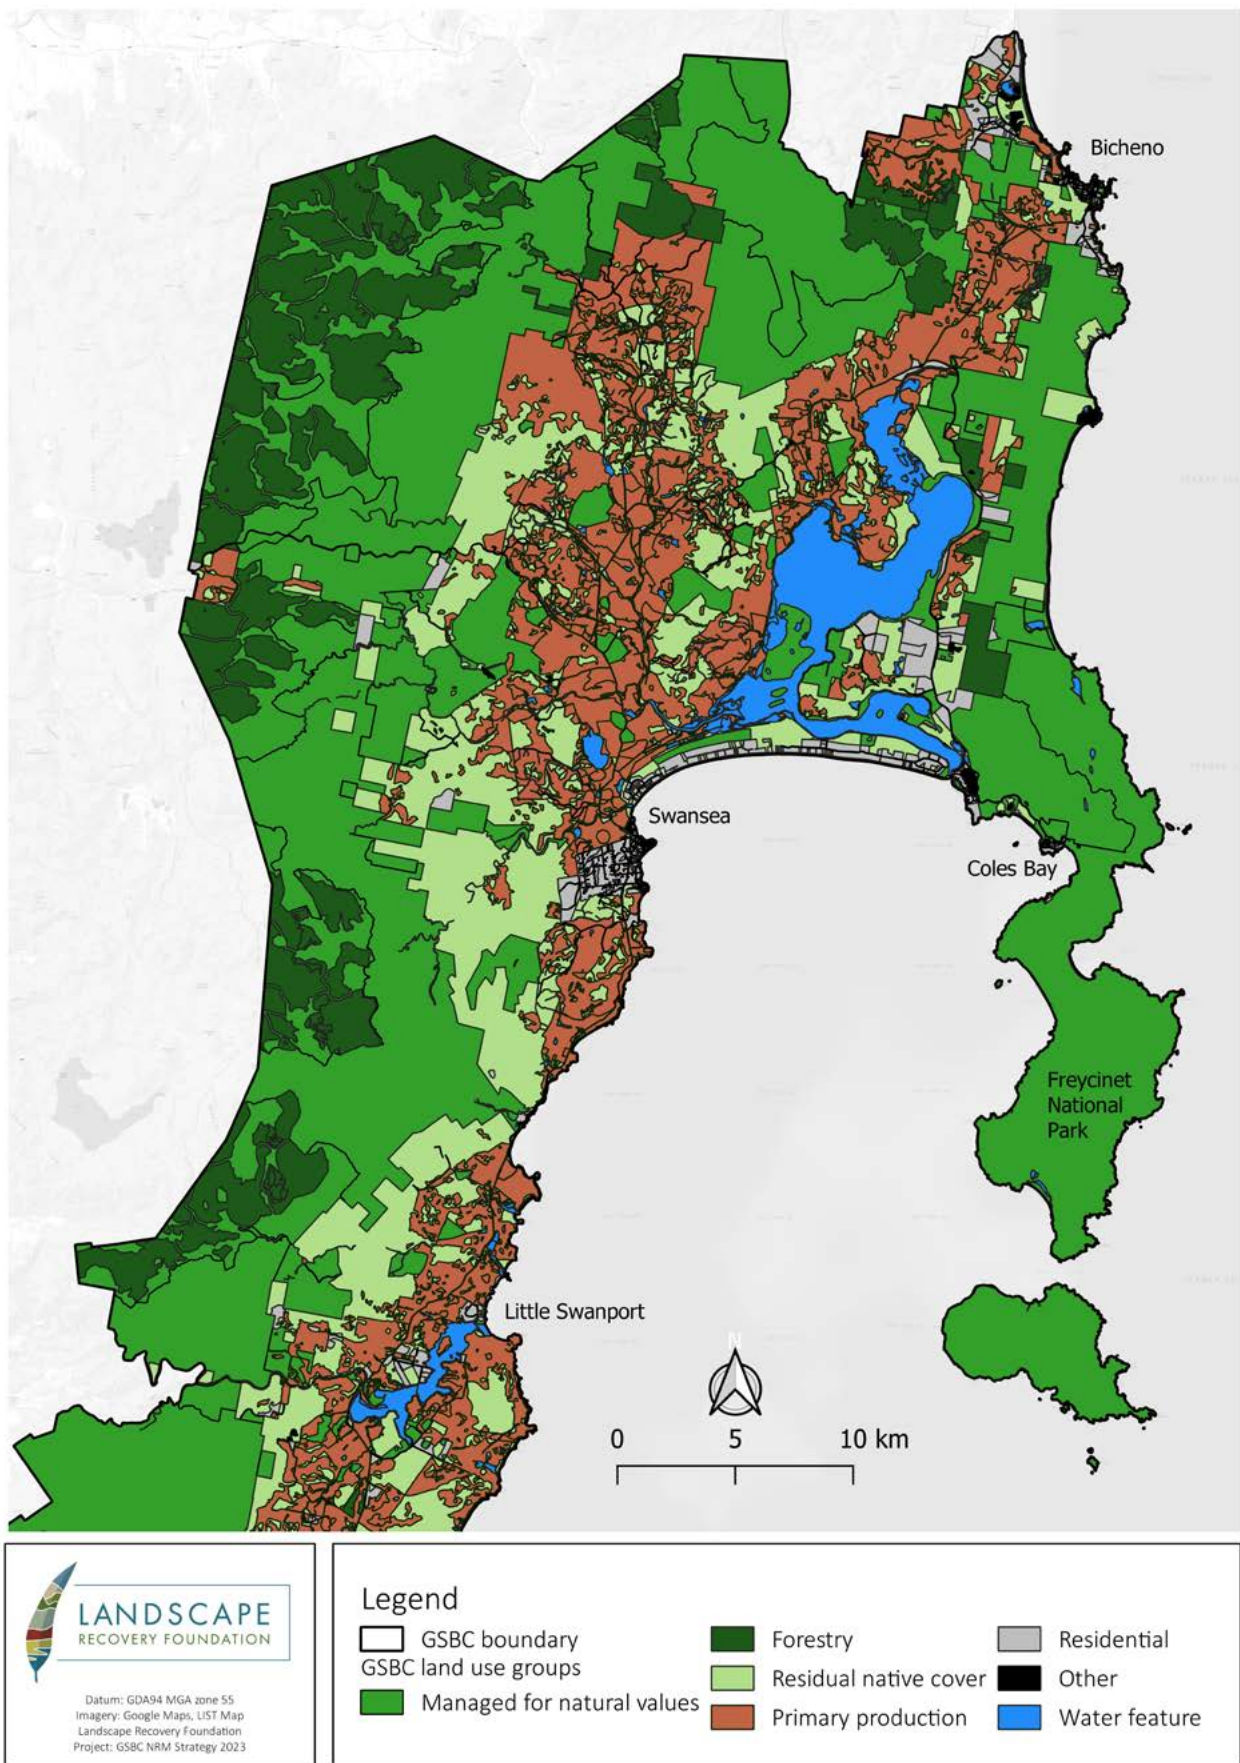 Bicheno
Swansea
Coles Bay
Freycinet
National
Park
Little Swanport
N
0 5 10 km
LANDSCAPE
RECOVERY FOUNDATION
Datum: GDA94 MGA zone 55
Imagery: Google Maps, LIST Map
Landscape Recovery Foundation
Project: GSBC NRM Strategy 2023
Legend
GSBC boundary
GSBC land use groups
Managed for natural values
Forestry
Residual native cover
Primary production
Residential
Other
Water feature